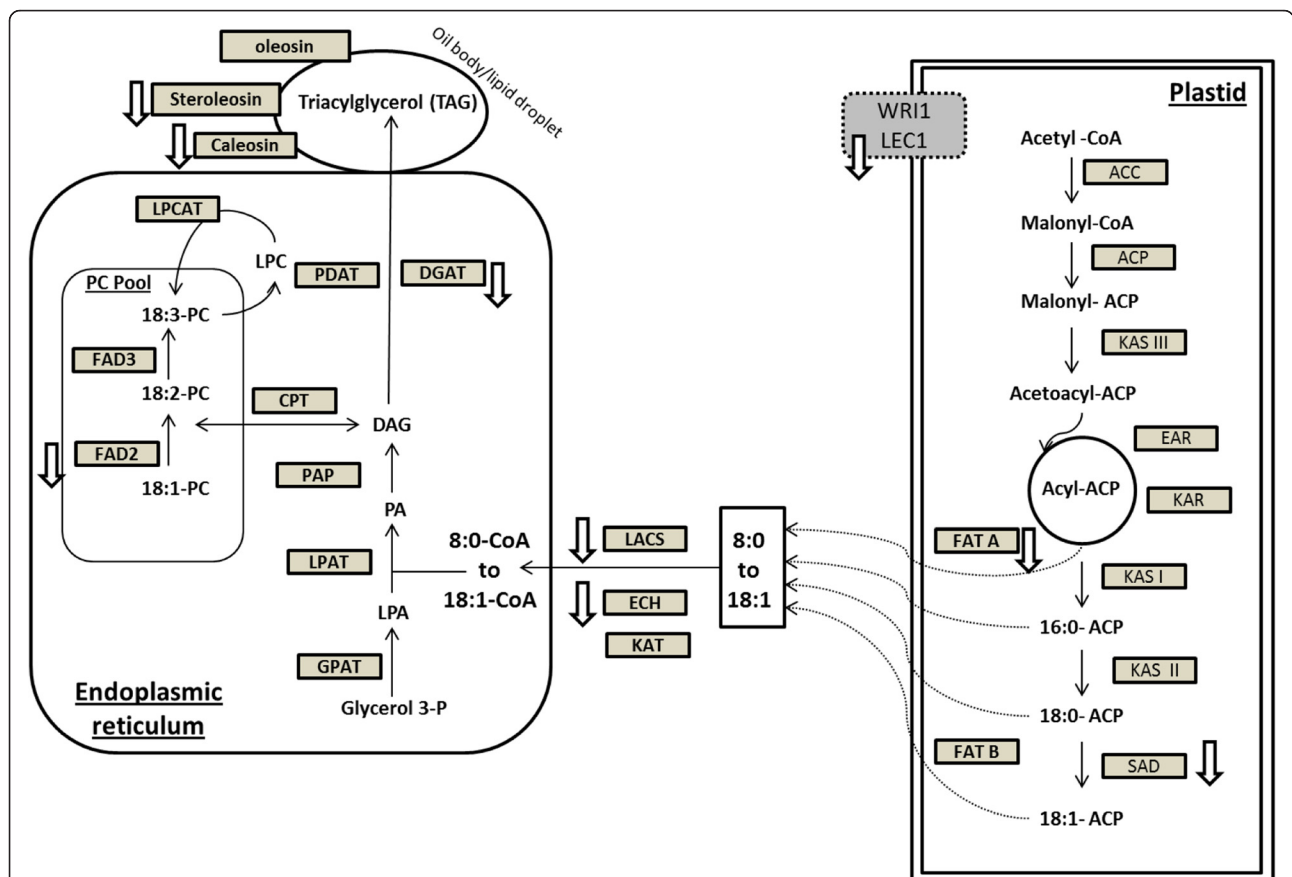 oleosin
Steroleosin
Caleosin
Triacylglycerol (TAG)
Oil body/lipid droplet
LPCAT
LPC
PDAT
DGAT
PC Pool
18:3-PC
FAD3
18:2-PC
CPT
DAG
FAD2
18:1-PC
PAP
PA
LPAT
8:0-CoA
to
18:1-CoA
LPA
GPAT
Glycerol 3-P
Endoplasmic
reticulum
LACS
ECH
KAT
8:0
to
18:1
WRI1
LEC1
Plastid
Acetyl -CoA
ACC
Malonyl-CoA
ACP
Malonyl- ACP
KAS III
Acetoacyl-ACP
EAR
Acyl-ACP
KAR
FAT A
KAS I
16:0- ACP
KAS II
18:0- ACP
FAT B
SAD
18:1- ACP